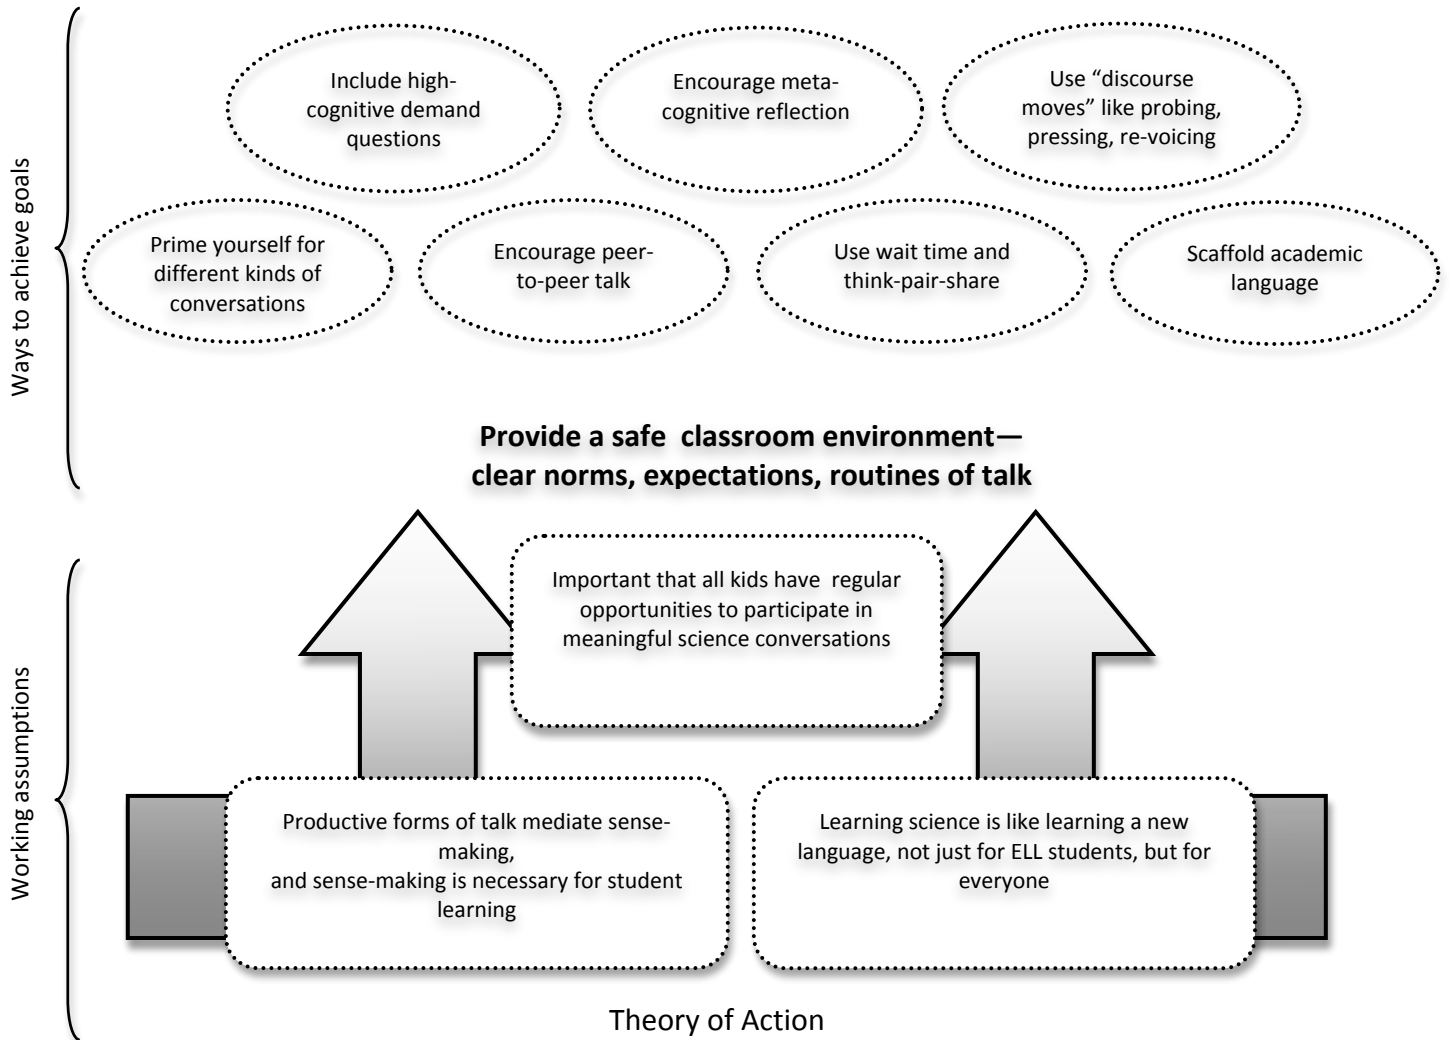 Ways to achieve goals
Include high-
cognitive demand
questions
Encourage meta-
cognitive reflection
Use “discourse
moves” like probing,
pressing, re-voicing
Prime yourself for
different kinds of
conversations
Encourage peer-
to-peer talk
Use wait time and
think-pair-share
Scaffold academic
language
Provide a safe classroom environment—
clear norms, expectations, routines of talk
Working assumptions
Important that all kids have regular
opportunities to participate in
meaningful science conversations
Productive forms of talk mediate sense-
making,
and sense-making is necessary for student
learning
Learning science is like learning a new
language, not just for ELL students, but for
everyone
Theory of Action